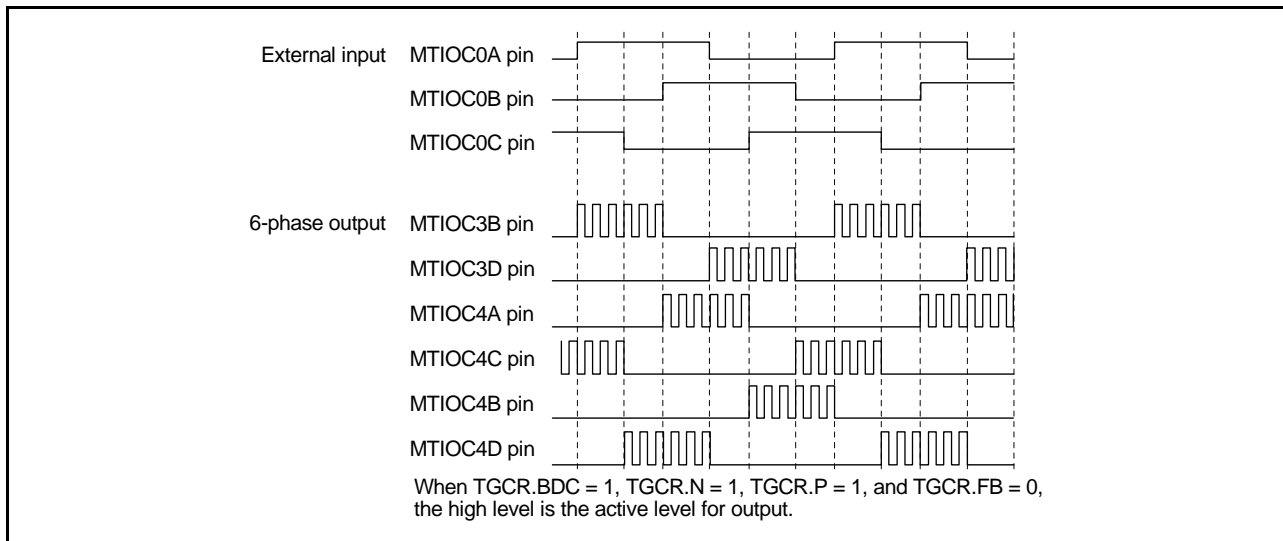 External input MTIOC0A pin
MTIOC0B pin
MTIOC0C pin
6-phase output MTIOC3B pin
MTIOC3D pin
MTIOC4A pin
MTIOC4C pin
MTIOC4B pin
MTIOC4D pin
When TGCR.BDC = 1, TGCR.N = 1, TGCR.P = 1, and TGCR.FB = 0,
the high level is the active level for output.